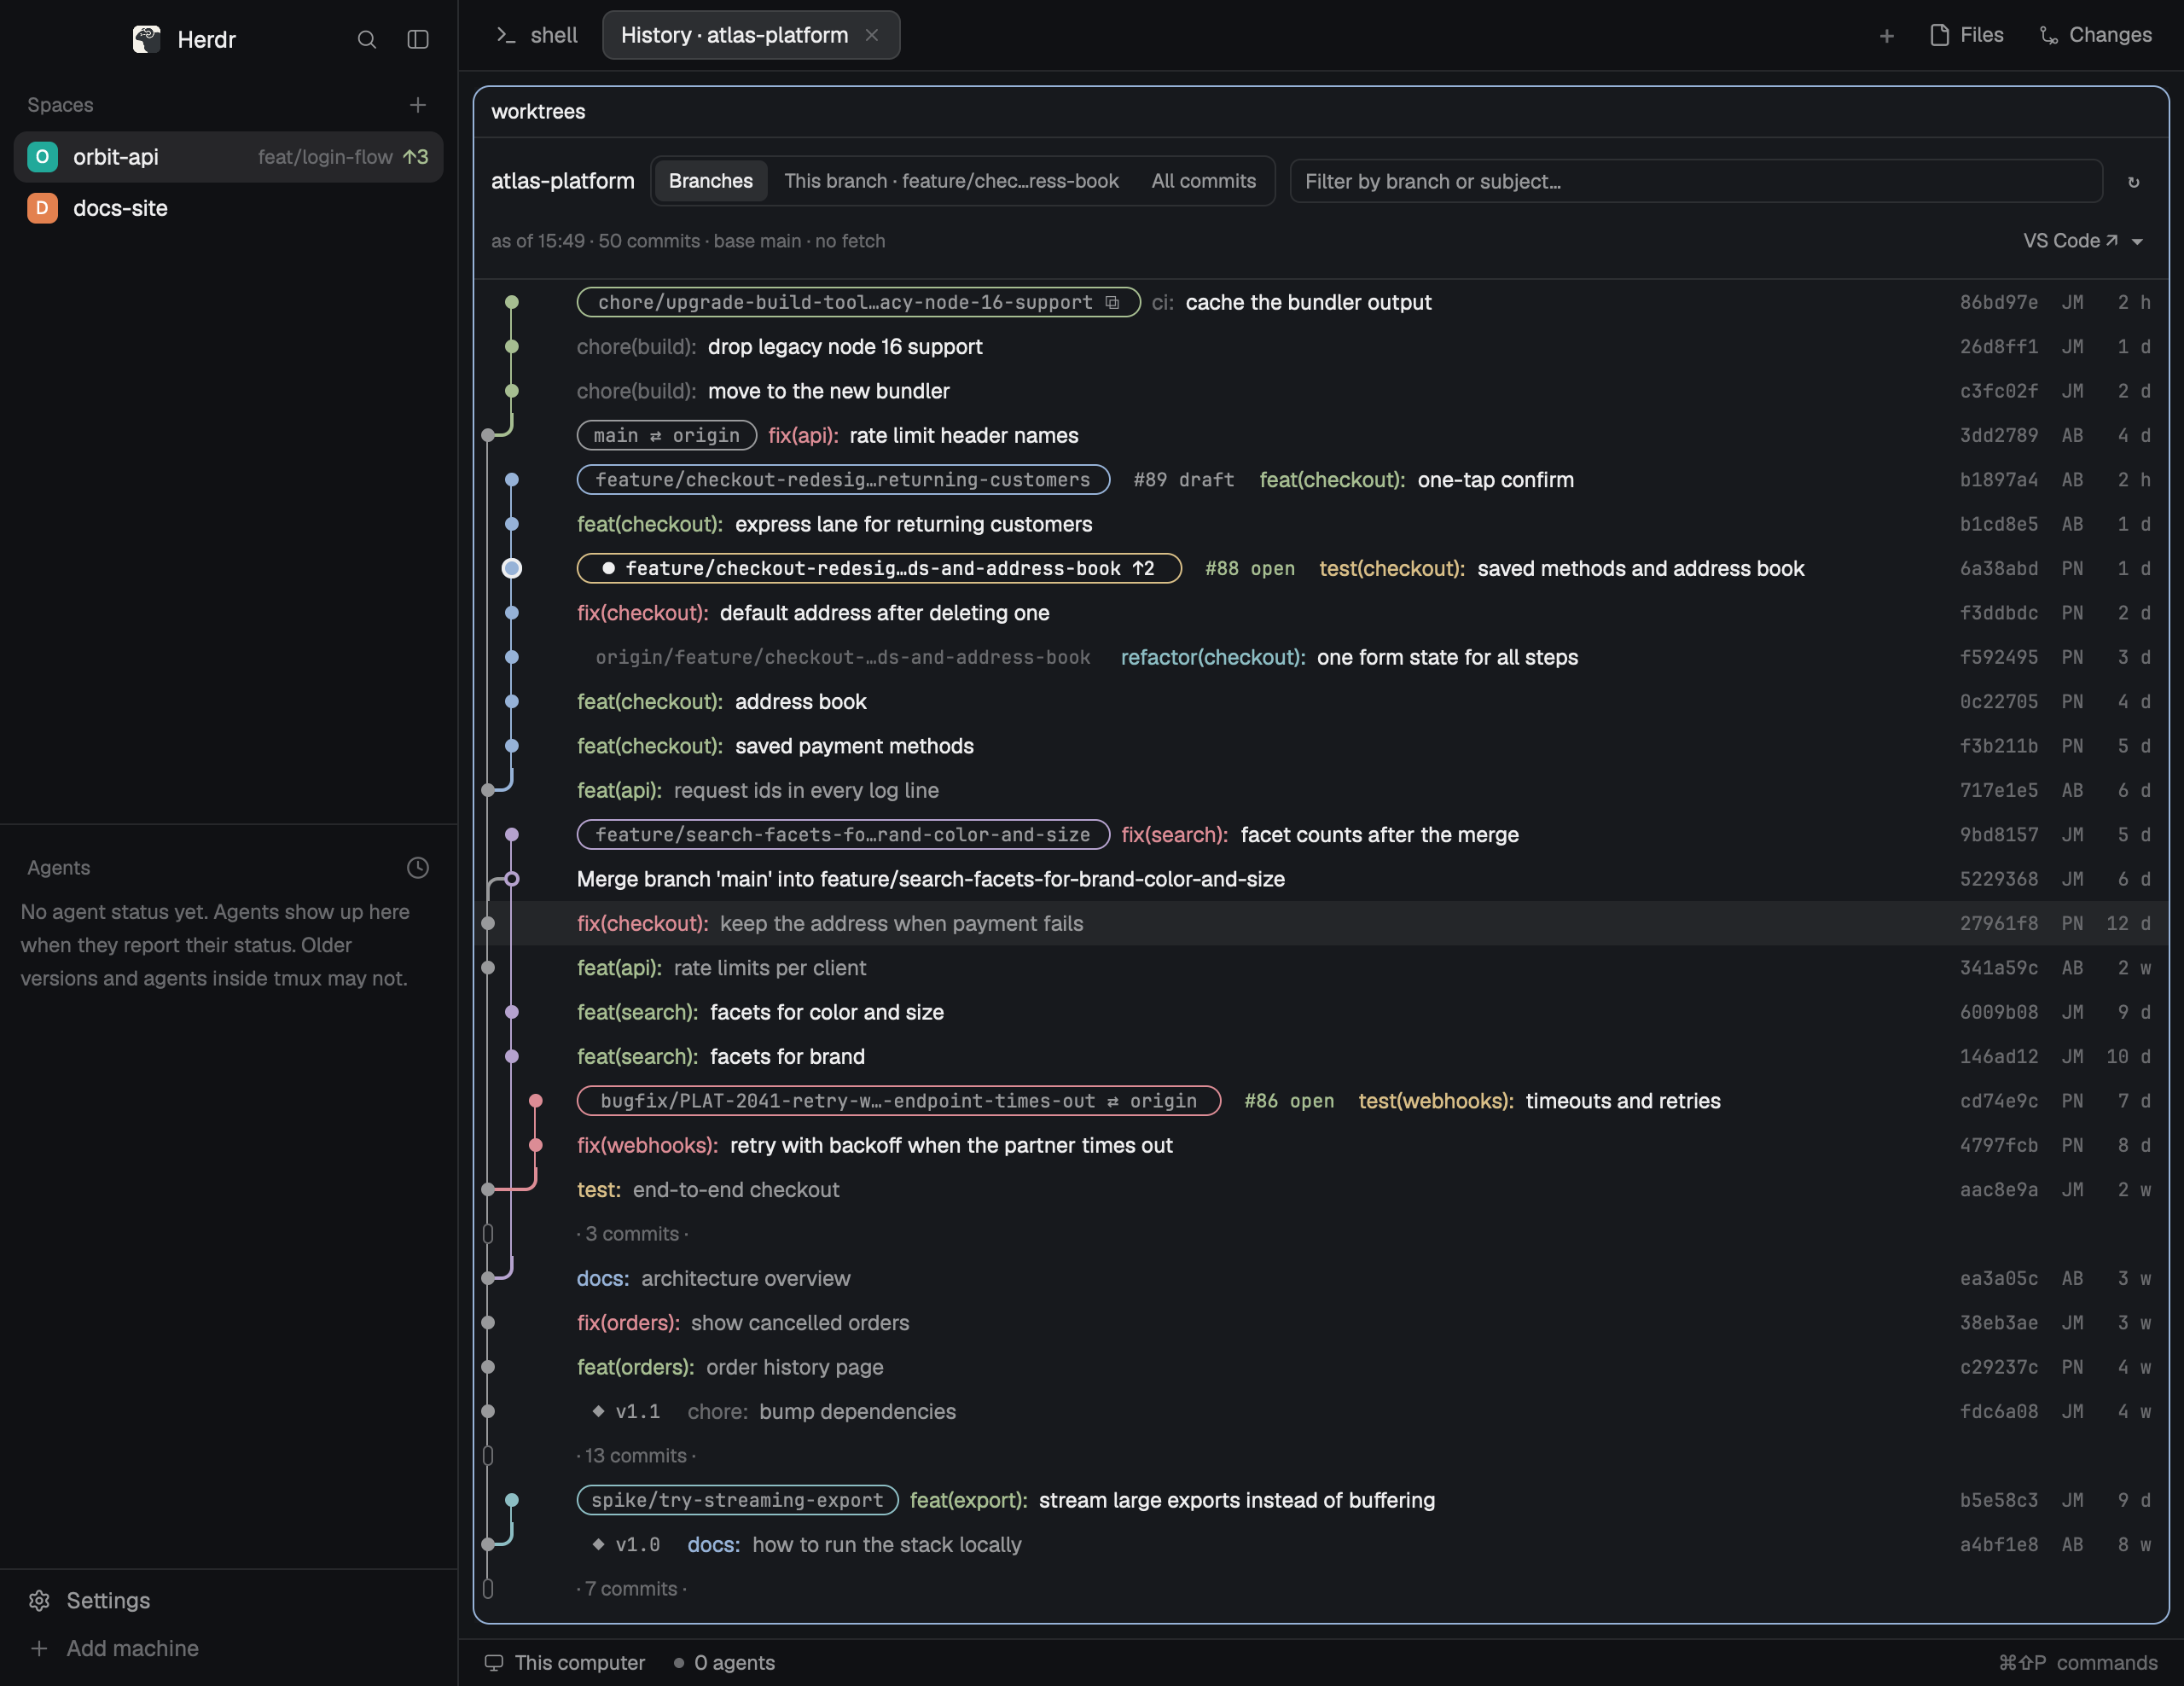 Herdr
Spaces
O orbit-api feat/login-flow ↑3
D docs-site
Agents
No agent status yet. Agents show up here
when they report their status. Older
versions and agents inside tmux may not.
Settings
+ Add machine
shell
History · atlas-platform ×
+ Files Changes
worktrees
atlas-platform Branches This branch · feature/chec…ress-book All commits Filter by branch or subject… ↻
as of 15:49 · 50 commits · base main · no fetch VS Code ↗
chore/upgrade-build-tool…acy-node-16-support ci: cache the bundler output 86bd97e JM 2 h
chore(build): drop legacy node 16 support 26d8ff1 JM 1 d
chore(build): move to the new bundler c3fc02f JM 2 d
main ⇄ origin fix(api): rate limit header names 3dd2789 AB 4 d
feature/checkout-redesig…returning-customers #89 draft feat(checkout): one-tap confirm b1897a4 AB 2 h
feat(checkout): express lane for returning customers b1cd8e5 AB 1 d
● feature/checkout-redesig…ds-and-address-book ↑2 #88 open test(checkout): saved methods and address book 6a38abd PN 1 d
fix(checkout): default address after deleting one f3ddbdc PN 2 d
origin/feature/checkout-…ds-and-address-book refactor(checkout): one form state for all steps f592495 PN 3 d
feat(checkout): address book 0c22705 PN 4 d
feat(checkout): saved payment methods f3b211b PN 5 d
feat(api): request ids in every log line 717e1e5 AB 6 d
feature/search-facets-fo…rand-color-and-size fix(search): facet counts after the merge 9bd8157 JM 5 d
Merge branch 'main' into feature/search-facets-for-brand-color-and-size 5229368 JM 6 d
fix(checkout): keep the address when payment fails 27961f8 PN 12 d
feat(api): rate limits per client 341a59c AB 2 w
feat(search): facets for color and size 6009b08 JM 9 d
feat(search): facets for brand 146ad12 JM 10 d
bugfix/PLAT-2041-retry-w…-endpoint-times-out ⇄ origin #86 open test(webhooks): timeouts and retries cd74e9c PN 7 d
fix(webhooks): retry with backoff when the partner times out 4797fcb PN 8 d
test: end-to-end checkout aac8e9a JM 2 w
· 3 commits ·
docs: architecture overview ea3a05c AB 3 w
fix(orders): show cancelled orders 38eb3ae JM 3 w
feat(orders): order history page c29237c PN 4 w
◆ v1.1 chore: bump dependencies fdc6a08 JM 4 w
· 13 commits ·
spike/try-streaming-export feat(export): stream large exports instead of buffering b5e58c3 JM 9 d
◆ v1.0 docs: how to run the stack locally a4bf1e8 AB 8 w
· 7 commits ·
This computer ● 0 agents ⌘⇧P commands